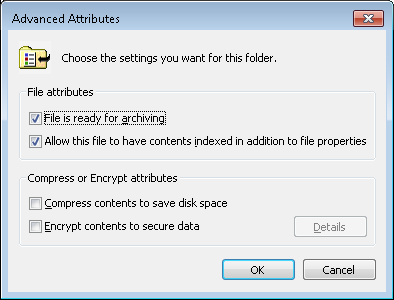 Advanced Attributes
Choose the settings you want for this folder.
File attributes
File is ready for archiving
Allow this file to have contents indexed in addition to file properties
Compress or Encrypt attributes
Compress contents to save disk space
Encrypt contents to secure data
Details
OK
Cancel